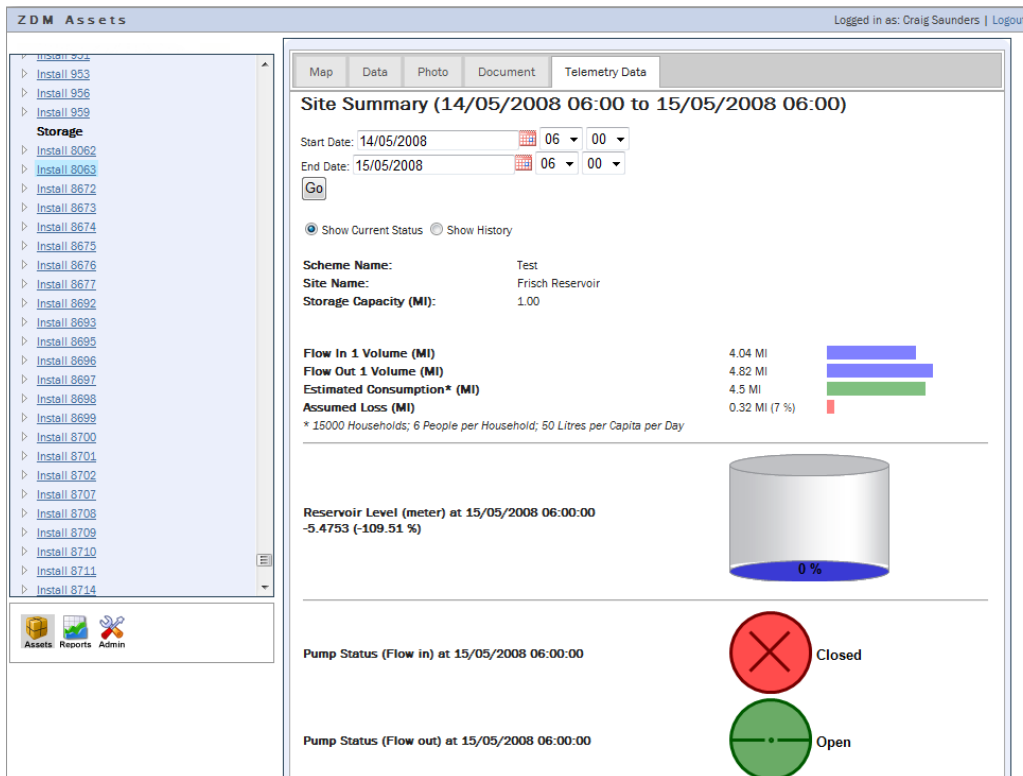 ZDM Assets
Logged in as: Craig Saunders | Logout
Install 951
Install 953
Install 956
Install 959
Storage
Install 8062
Install 8063
Install 8672
Install 8673
Install 8674
Install 8675
Install 8676
Install 8677
Install 8692
Install 8693
Install 8695
Install 8696
Install 8697
Install 8698
Install 8699
Install 8700
Install 8701
Install 8702
Install 8707
Install 8708
Install 8709
Install 8710
Install 8711
Install 8714
Assets Reports Admin
Map Data Photo Document Telemetry Data
Site Summary (14/05/2008 06:00 to 15/05/2008 06:00)
Start Date: 14/05/2008 06 00
End Date: 15/05/2008 06 00
Go
Show Current Status Show History
Scheme Name: Test
Site Name: Frisch Reservoir
Storage Capacity (Ml): 1.00
Flow In 1 Volume (Ml) 4.04 Ml
Flow Out 1 Volume (Ml) 4.82 Ml
Estimated Consumption* (Ml) 4.5 Ml
Assumed Loss (Ml) 0.32 Ml (7 %)
* 15000 Households; 6 People per Household; 50 Litres per Capita per Day
Reservoir Level (meter) at 15/05/2008 06:00:00
-5.4753 (-109.51 %)
0 %
Pump Status (Flow in) at 15/05/2008 06:00:00 Closed
Pump Status (Flow out) at 15/05/2008 06:00:00 Open